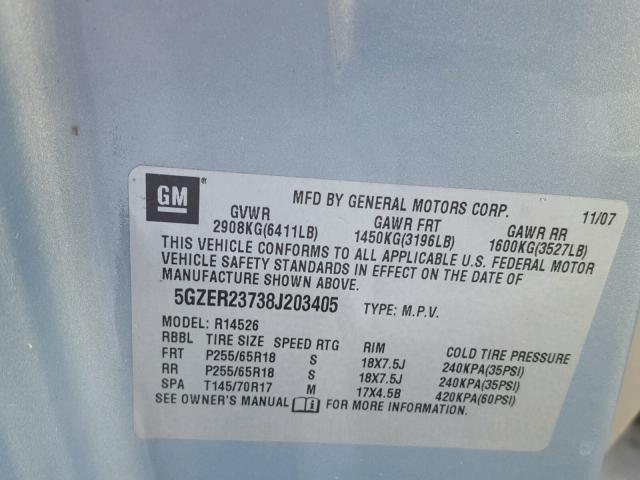 GM® MFD BY GENERAL MOTORS CORP. 11/07
GVWR GAWR FRT GAWR RR
2908KG(6411LB) 1450KG(3196LB) 1600KG(3527LB)
THIS VEHICLE CONFORMS TO ALL APPLICABLE U.S. FEDERAL MOTOR
VEHICLE SAFETY STANDARDS IN EFFECT ON THE DATE OF
MANUFACTURE SHOWN ABOVE.
5GZER23738J203405 TYPE: M.P.V.
MODEL: R14526
RBBL TIRE SIZE SPEED RTG RIM COLD TIRE PRESSURE
FRT P255/65R18 S 18X7.5J 240KPA(35PSI)
RR P255/65R18 S 18X7.5J 240KPA(35PSI)
SPA T145/70R17 M 17X4.5B 420KPA(60PSI)
SEE OWNER'S MANUAL i FOR MORE INFORMATION.